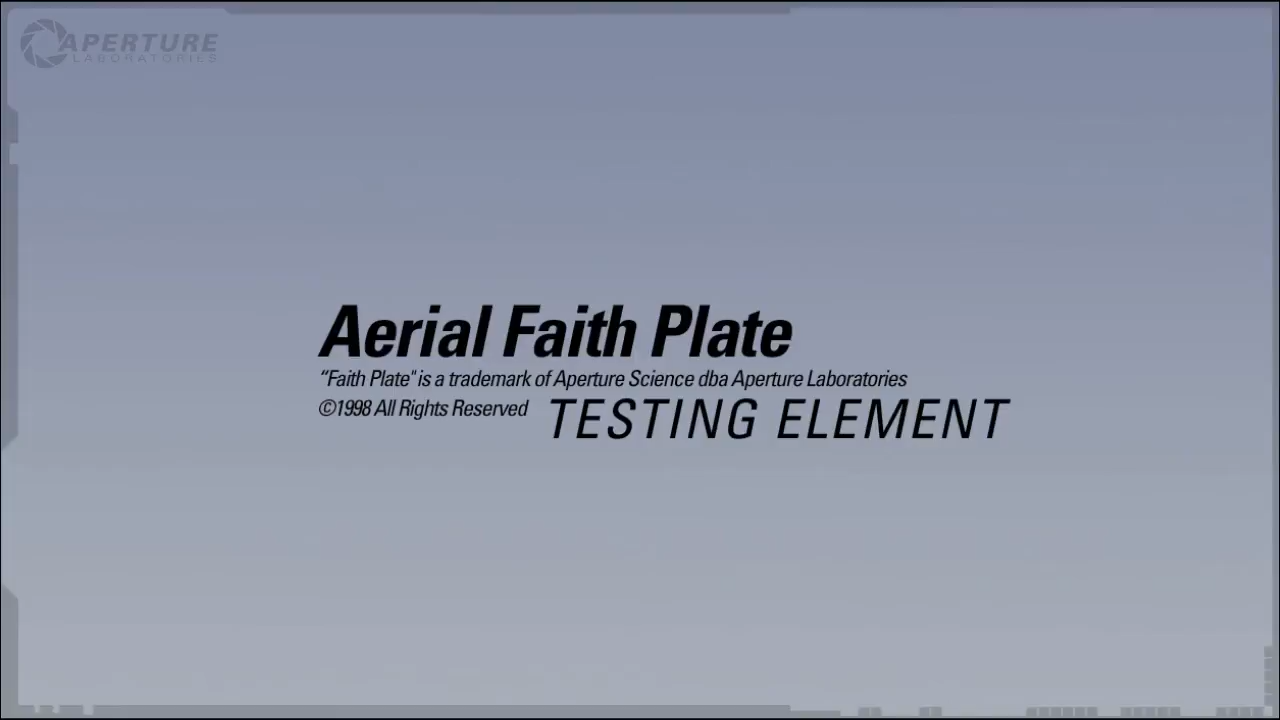 APERTURE
LABORATORIES
Aerial Faith Plate
“Faith Plate" is a trademark of Aperture Science dba Aperture Laboratories
©1998 All Rights Reserved
TESTING ELEMENT